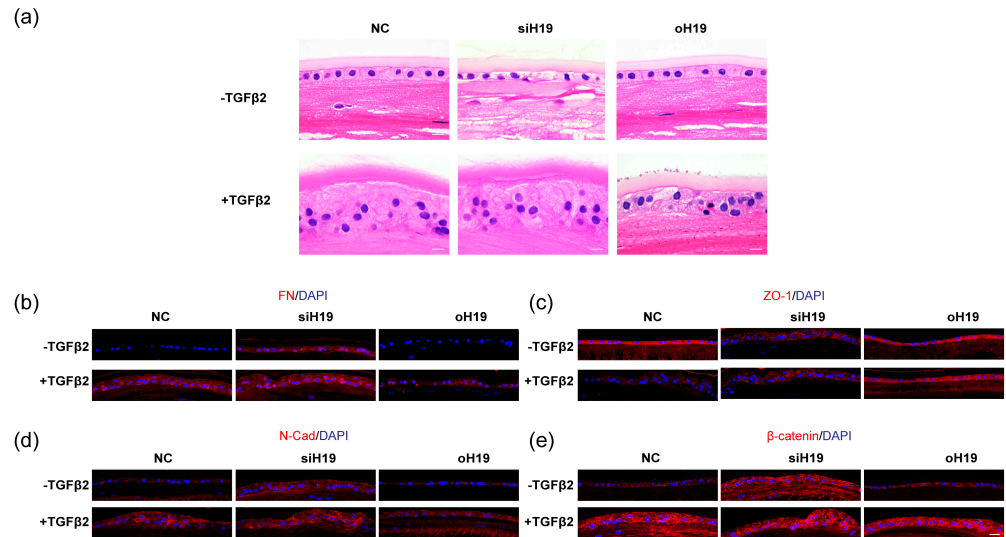 (a)
NC siH19 oH19
-TGFβ2
+TGFβ2
(b)
FN/DAPI
NC siH19 oH19
-TGFβ2
+TGFβ2
(c)
ZO-1/DAPI
NC siH19 oH19
-TGFβ2
+TGFβ2
(d)
N-Cad/DAPI
NC siH19 oH19
-TGFβ2
+TGFβ2
(e)
β-catenin/DAPI
NC siH19 oH19
-TGFβ2
+TGFβ2